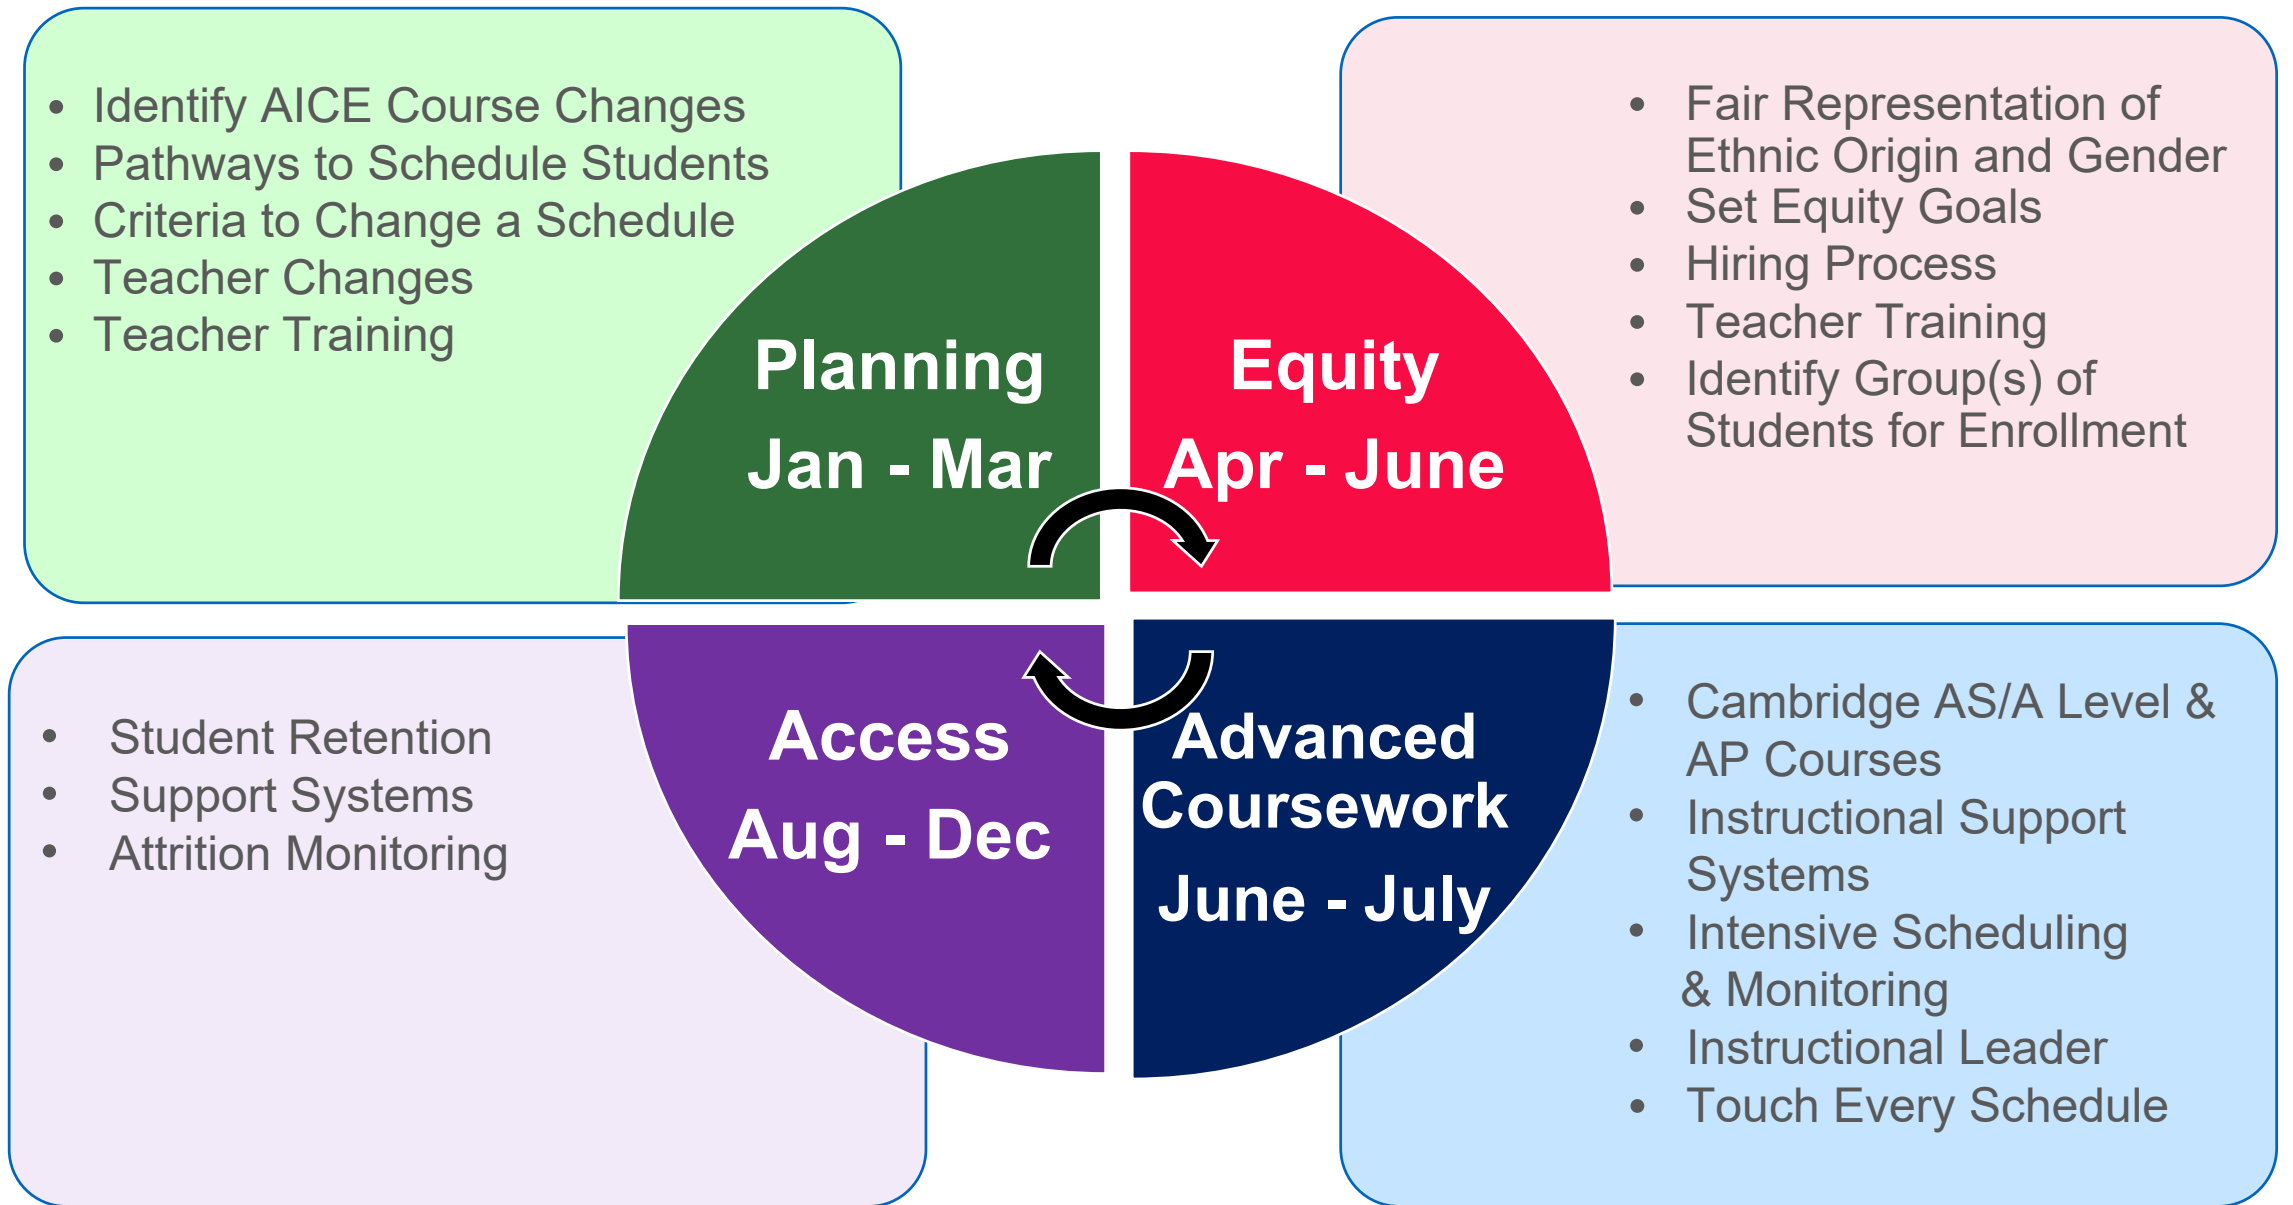 • Identify AICE Course Changes
• Pathways to Schedule Students
• Criteria to Change a Schedule
• Teacher Changes
• Teacher Training
Planning
Jan - Mar
• Fair Representation of
Ethnic Origin and Gender
• Set Equity Goals
• Hiring Process
• Teacher Training
• Identify Group(s) of
Students for Enrollment
Equity
Apr - June
• Student Retention
• Support Systems
• Attrition Monitoring
Access
Aug - Dec
Advanced
Coursework
June - July
• Cambridge AS/A Level &
AP Courses
• Instructional Support
Systems
• Intensive Scheduling
& Monitoring
• Instructional Leader
• Touch Every Schedule